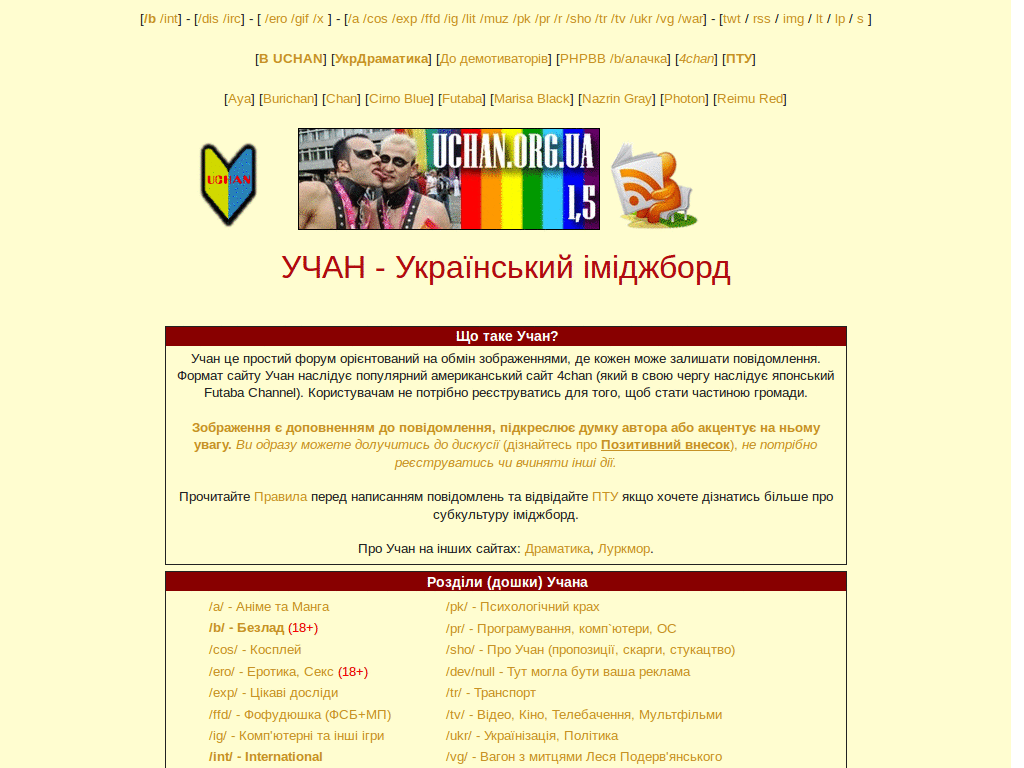 [/b /int] - [/dis /irc] - [ /ero /gif /x ] - [/a /cos /exp /ffd /ig /lit /muz /pk /pr /r /sho /tr /tv /ukr /vg /war] - [twt / rss / img / lt / lp / s ]
[В UCHAN] [УкрДраматика] [До демотиваторів] [PHPBB /b/алачка] [4chan] [ПТУ]
[Aya] [Burichan] [Chan] [Cirno Blue] [Futaba] [Marisa Black] [Nazrin Gray] [Photon] [Reimu Red]
UCHAN
UCHAN.ORG.UA
1,5
УЧАН - Український іміджборд
Що таке Учан?
Учан це простий форум орієнтований на обмін зображеннями, де кожен може залишати повідомлення.
Формат сайту Учан наслідує популярний американський сайт 4chan (який в свою чергу наслідує японський
Futaba Channel). Користувачам не потрібно реєструватись для того, щоб стати частиною громади.
Зображення є доповненням до повідомлення, підкреслює думку автора або акцентує на ньому
увагу. Ви одразу можете долучитись до дискусії (дізнайтесь про Позитивний внесок), не потрібно
реєструватись чи вчиняти інші дії.
Прочитайте Правила перед написанням повідомлень та відвідайте ПТУ якщо хочете дізнатись більше про
субкультуру іміджборд.
Про Учан на інших сайтах: Драматика, Луркмор.
Розділи (дошки) Учана
/a/ - Аніме та Манга
/b/ - Безлад (18+)
/cos/ - Косплей
/ero/ - Еротика, Секс (18+)
/exp/ - Цікаві досліди
/ffd/ - Фофудюшка (ФСБ+МП)
/ig/ - Комп'ютерні та інші ігри
/int/ - International
/pk/ - Психологічний крах
/pr/ - Програмування, комп`ютери, ОС
/sho/ - Про Учан (пропозиції, скарги, стукацтво)
/dev/null - Тут могла бути ваша реклама
/tr/ - Транспорт
/tv/ - Відео, Кіно, Телебачення, Мультфільми
/ukr/ - Українізація, Політика
/vg/ - Вагон з митцями Леся Подерв'янського